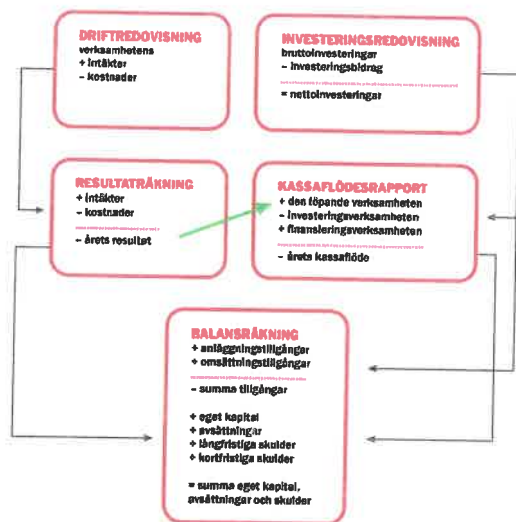 DRIFTREDOVISNING
verksamhetens
+ intäkter
– kostnader
INVESTERINGSREDOVISNING
bruttoinvesteringar
– investeringsbidrag
= nettoinvesteringar
RESULTATRÄKNING
+ intäkter
– kostnader
– årets resultat
KASSAFLÖDESRAPPORT
+ den löpande verksamheten
– investeringsverksamheten
+ finansieringsverksamheten
– årets kassaflöde
BALANSRÄKNING
+ anläggningstillgångar
+ omsättningstillgångar
– summa tillgångar
+ eget kapital
+ avsättningar
+ långfristiga skulder
+ kortfristiga skulder
= summa eget kapital,
avsättningar och skulder